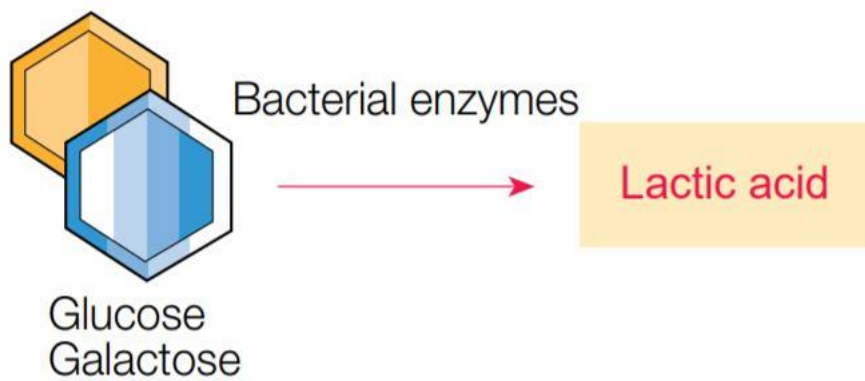 Bacterial enzymes
Lactic acid
Glucose
Galactose